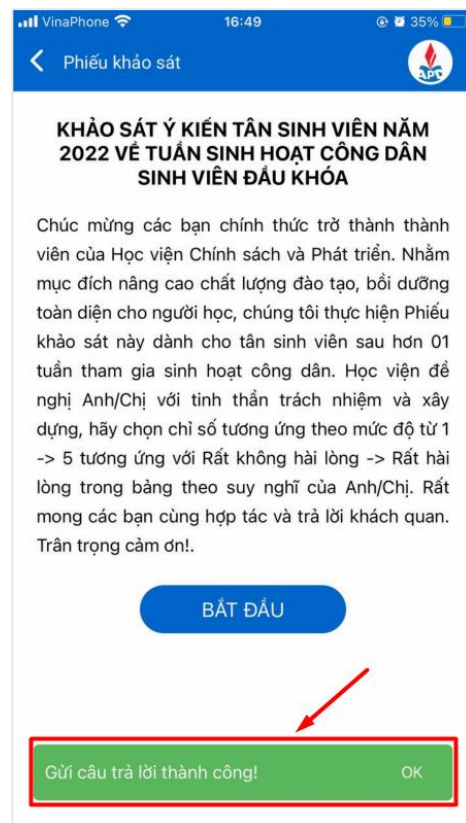 VinaPhone 16:49 35%
Phiếu khảo sát
APD
KHẢO SÁT Ý KIẾN TÂN SINH VIÊN NĂM
2022 VỀ TUẦN SINH HOẠT CÔNG DÂN
SINH VIÊN ĐẦU KHÓA
Chúc mừng các bạn chính thức trở thành thành
viên của Học viện Chính sách và Phát triển. Nhằm
mục đích nâng cao chất lượng đào tạo, bồi dưỡng
toàn diện cho người học, chúng tôi thực hiện Phiếu
khảo sát này dành cho tân sinh viên sau hơn 01
tuần tham gia sinh hoạt công dân. Học viện đề
nghị Anh/Chị với tinh thần trách nhiệm và xây
dựng, hãy chọn chỉ số tương ứng theo mức độ từ 1
-> 5 tương ứng với Rất không hài lòng -> Rất hài
lòng trong bảng theo suy nghĩ của Anh/Chị. Rất
mong các bạn cùng hợp tác và trả lời khách quan.
Trân trọng cảm ơn!.
BẮT ĐẦU
Gửi câu trả lời thành công! OK